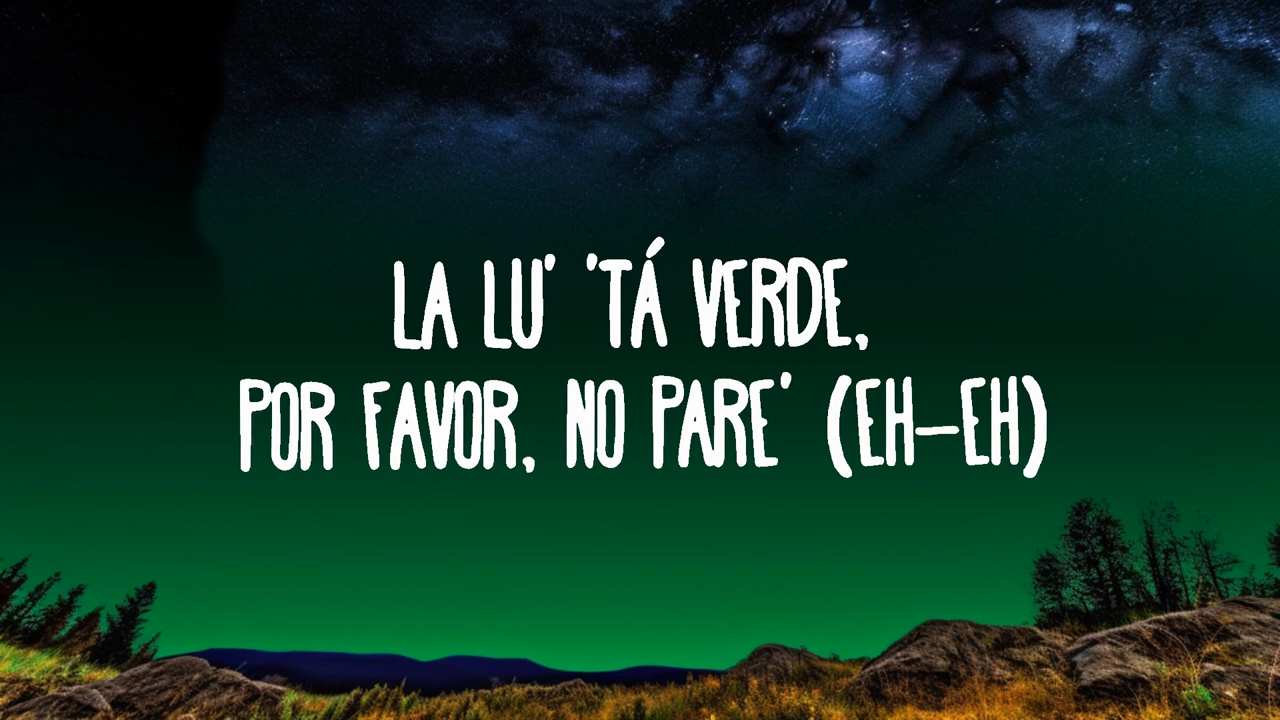 LA LU' 'TÁ VERDE,
POR FAVOR, NO PARE' (EH-EH)